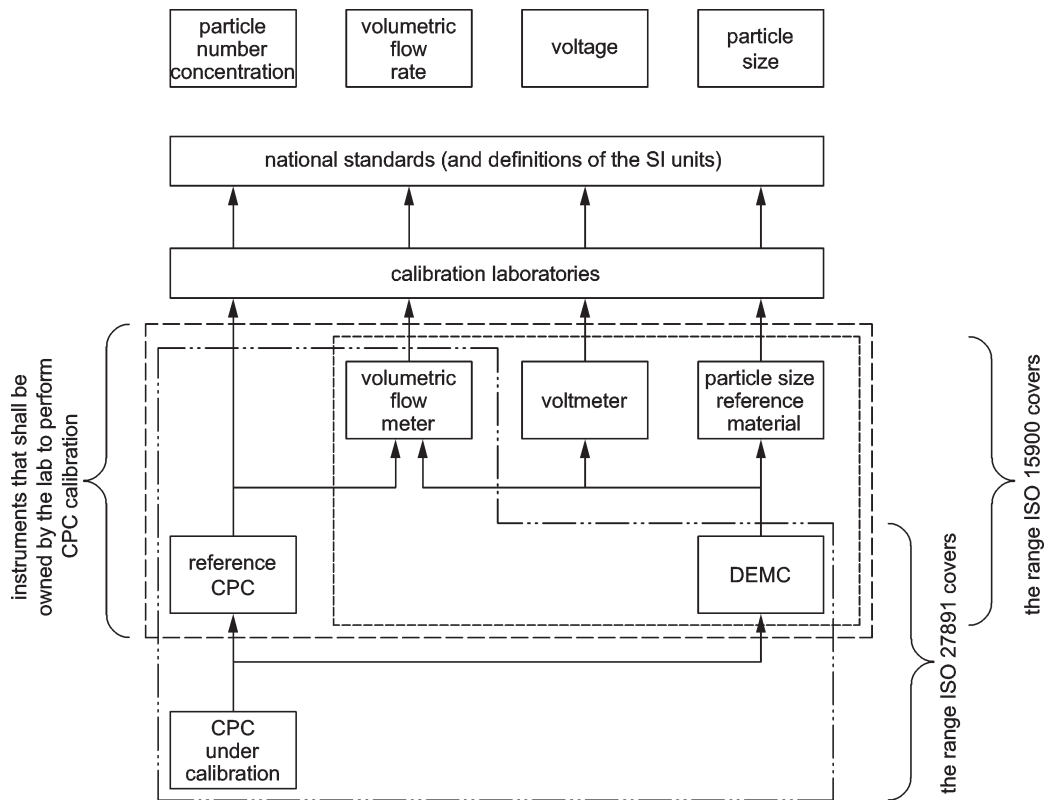 particle
number
concentration
volumetric
flow
rate
voltage
particle
size
national standards (and definitions of the SI units)
calibration laboratories
instruments that shall be
owned by the lab to perform
CPC calibration
volumetric
flow
meter
voltmeter
particle size
reference
material
the range ISO 15900 covers
reference
CPC
DEMC
the range ISO 27891 covers
CPC
under
calibration